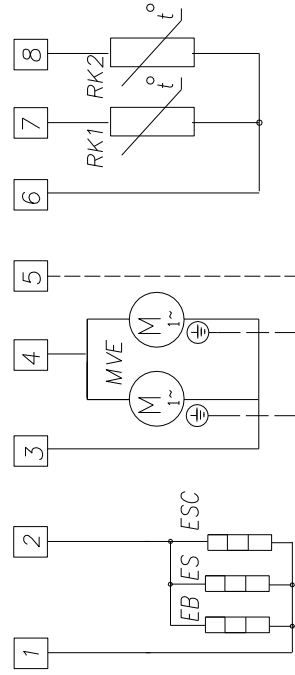 1 2 3 4 5 6 7 8
EB ES ESC
MVE
M 1~
M 1~
RK1 t°
RK2 t°